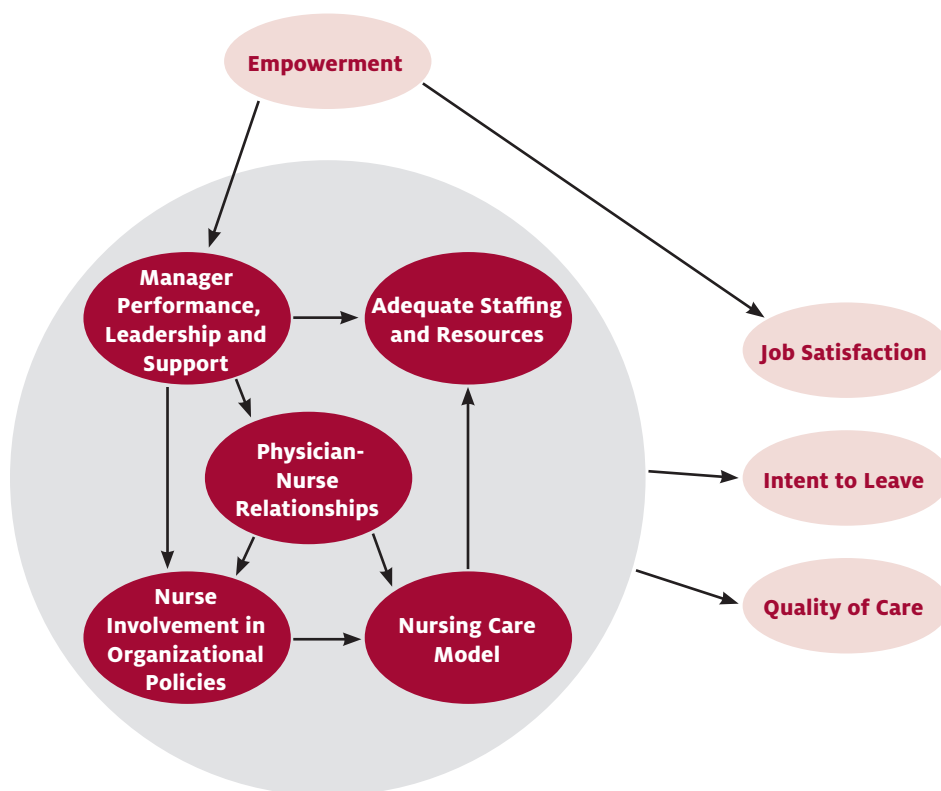 Empowerment
Manager
Performance,
Leadership and
Support
Adequate Staffing
and Resources
Job Satisfaction
Physician-
Nurse
Relationships
Intent to Leave
Nurse
Involvement in
Organizational
Policies
Nursing Care
Model
Quality of Care